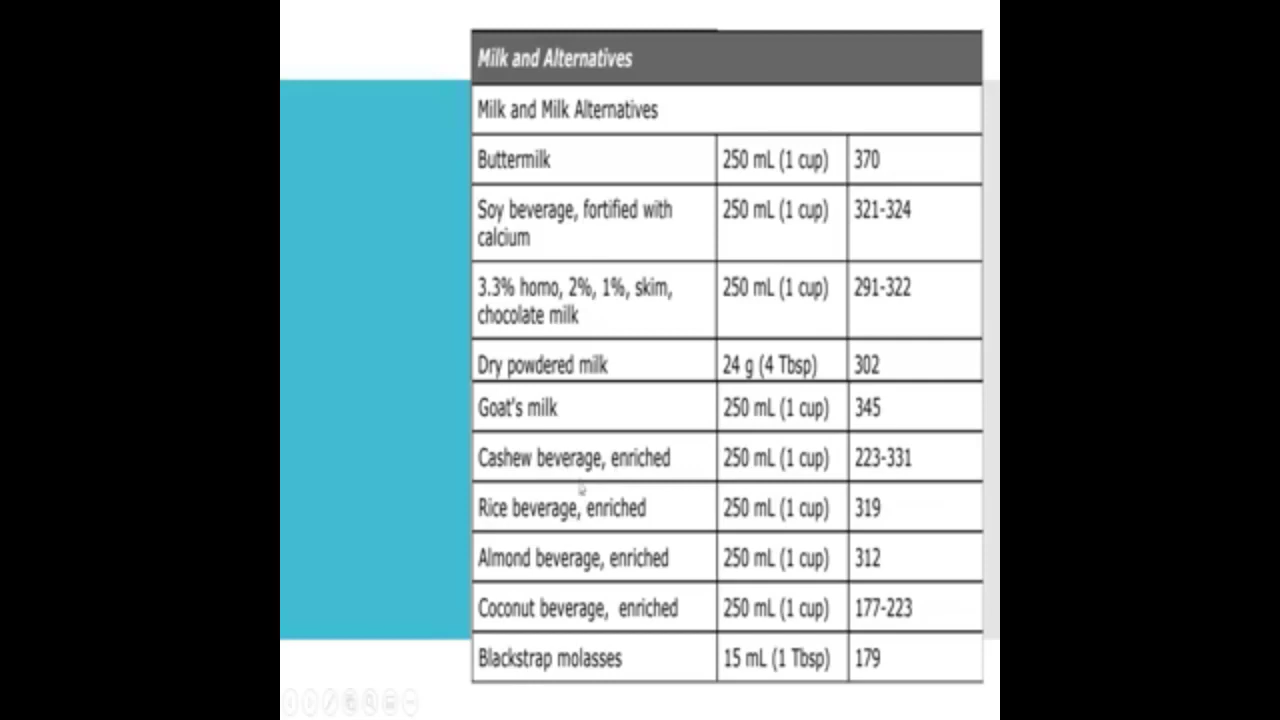 Milk and Alternatives
Milk and Milk Alternatives
Buttermilk 250 mL (1 cup) 370
Soy beverage, fortified with 250 mL (1 cup) 321-324
calcium
3.3% homo, 2%, 1%, skim, 250 mL (1 cup) 291-322
chocolate milk
Dry powdered milk 24 g (4 Tbsp) 302
Goat's milk 250 mL (1 cup) 345
Cashew beverage, enriched 250 mL (1 cup) 223-331
Rice beverage, enriched 250 mL (1 cup) 319
Almond beverage, enriched 250 mL (1 cup) 312
Coconut beverage, enriched 250 mL (1 cup) 177-223
Blackstrap molasses 15 mL (1 Tbsp) 179